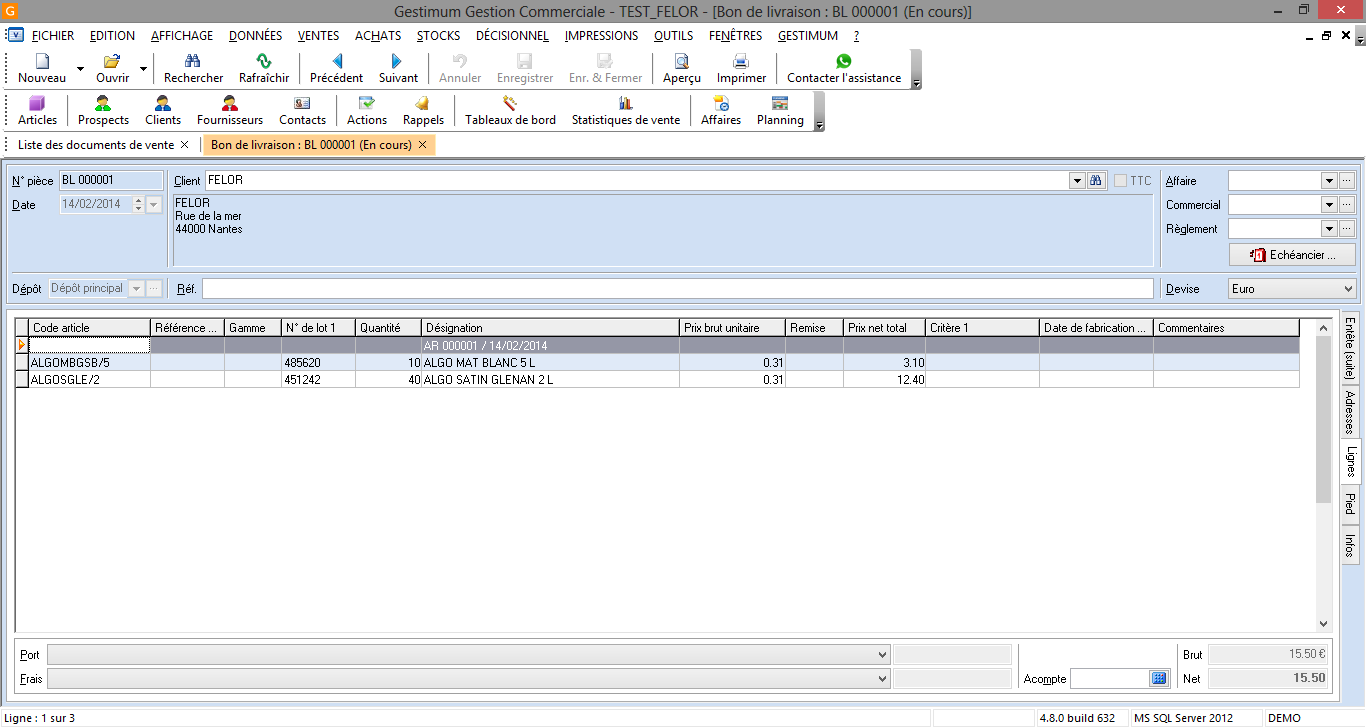 G Gestimum Gestion Commerciale - TEST_FELOR - [Bon de livraison : BL 000001 (En cours)]
FICHIER EDITION AFFICHAGE DONNÉES VENTES ACHATS STOCKS DÉCISIONNEL IMPRESSIONS OUTILS FENÊTRES GESTIMUM ?
Nouveau Ouvrir Rechercher Rafraîchir Précédent Suivant Annuler Enregistrer Enr. & Fermer Aperçu Imprimer Contacter l'assistance
Articles Prospects Clients Fournisseurs Contacts Actions Rappels Tableaux de bord Statistiques de vente Affaires Planning
Liste des documents de vente Bon de livraison : BL 000001 (En cours)
N° pièce BL 000001 Client FELOR TTC Affaire
Date 14/02/2014 FELOR Commercial
Rue de la mer
44000 Nantes Règlement
Echéancier ...
Dépôt Dépôt principal Réf. Devise Euro
Code article Référence ... Gamme N° de lot 1 Quantité Désignation Prix brut unitaire Remise Prix net total Critère 1 Date de fabrication ... Commentaires
AR 000001 / 14/02/2014
ALGOMBGSB/5 485620 10 ALGO MAT BLANC 5 L 0.31 3.10
ALGOSGLE/2 451242 40 ALGO SATIN GLENAN 2 L 0.31 12.40
Entête (suite)
Adresses
Lignes
Pied
Infos
Port Brut 15.50 €
Frais Acompte Net 15.50
Ligne : 1 sur 3 4.8.0 build 632 MS SQL Server 2012 DEMO